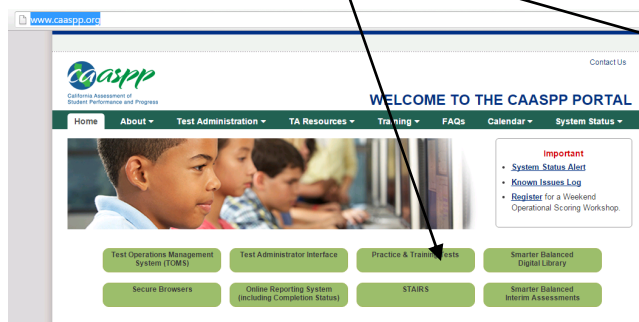 www.caaspp.org
Contact Us
caaspp
California Assessment of
Student Performance and Progress
WELCOME TO THE CAASPP PORTAL
Home About Test Administration TA Resources Training FAQs Calendar System Status
Important
System Status Alert
Known Issues Log
Register for a Weekend
Operational Scoring Workshop.
Test Operations Management
System (TOMS)
Test Administrator Interface
Practice & Training Tests
Smarter Balanced
Digital Library
Secure Browsers
Online Reporting System
(including Completion Status)
STAIRS
Smarter Balanced
Interim Assessments